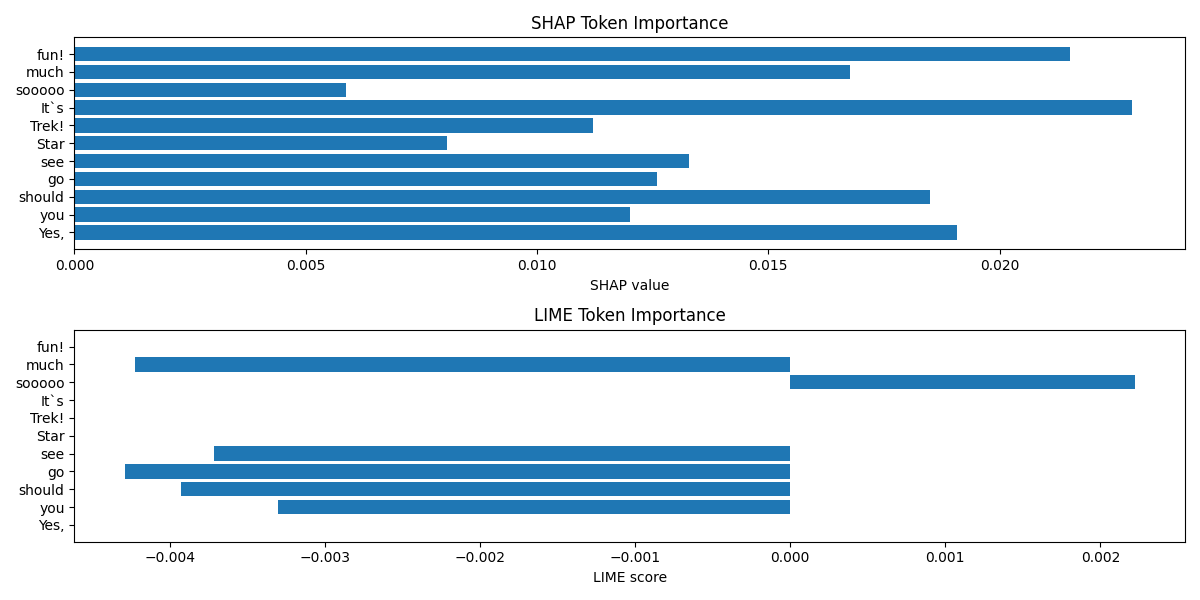 SHAP Token Importance
fun!
much
sooooo
It`s
Trek!
Star
see
go
should
you
Yes,
0.000 0.005 0.010 0.015 0.020
SHAP value
LIME Token Importance
fun!
much
sooooo
It`s
Trek!
Star
see
go
should
you
Yes,
−0.004 −0.003 −0.002 −0.001 0.000 0.001 0.002
LIME score